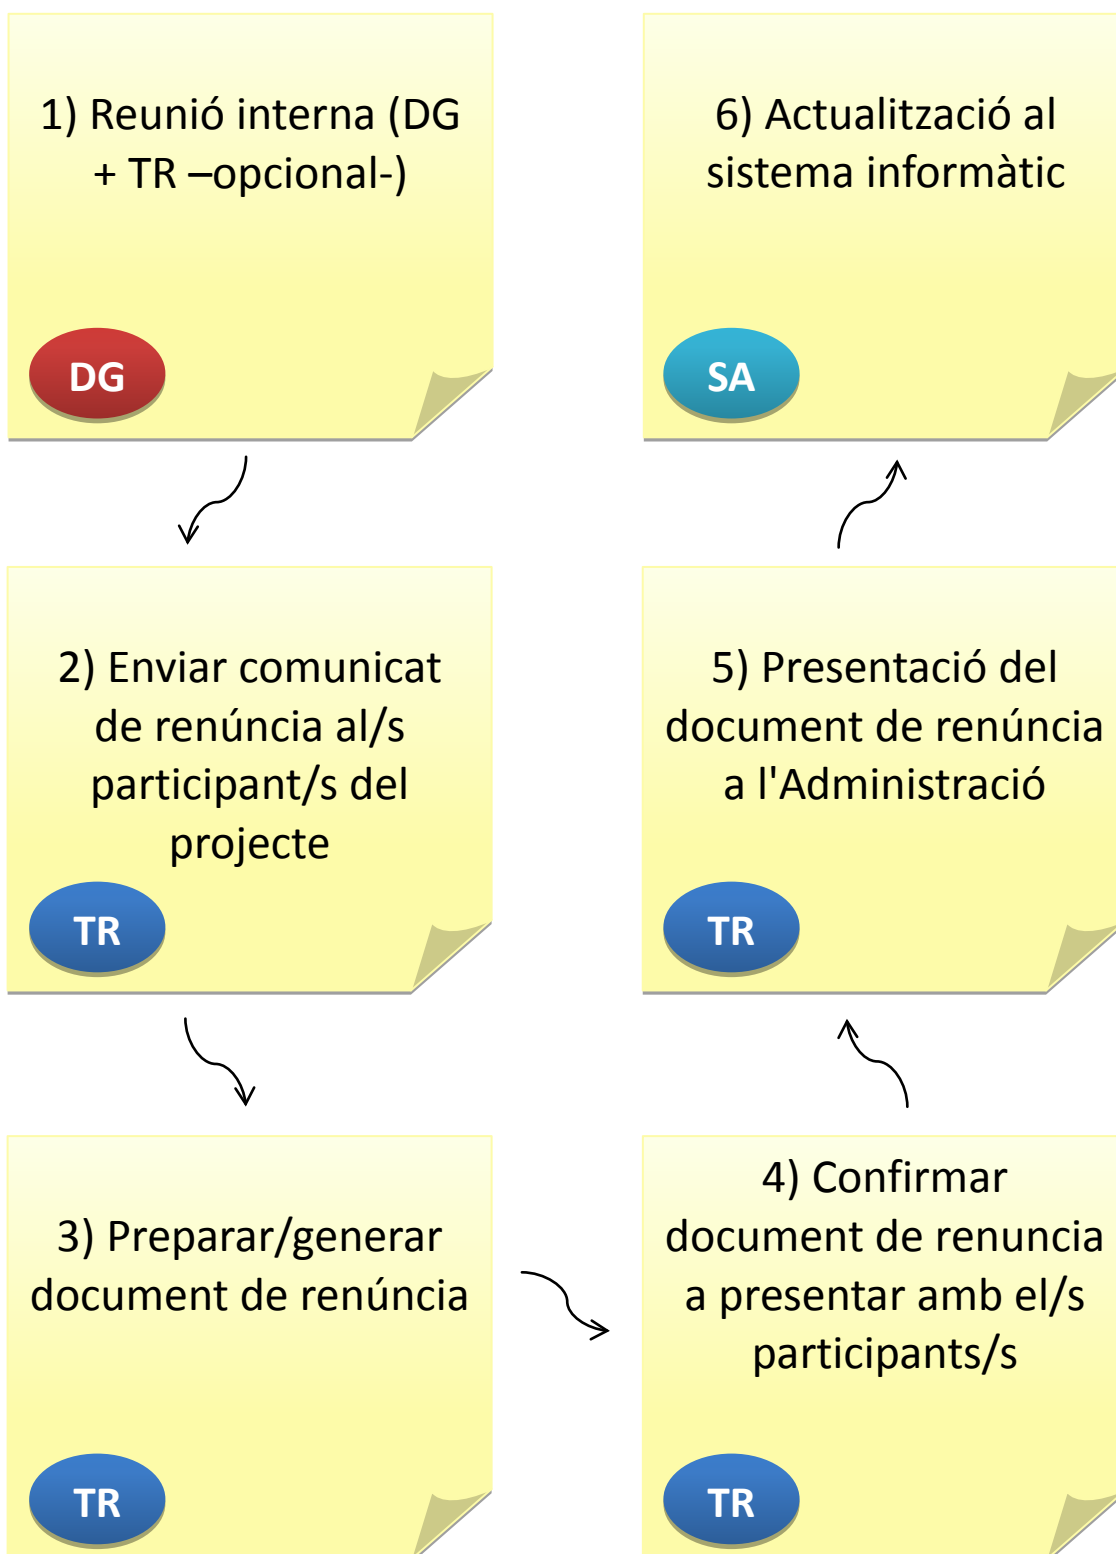 1) Reunió interna (DG
+ TR –opcional-)
DG
2) Enviar comunicat
de renúncia al/s
participant/s del
projecte
TR
3) Preparar/generar
document de renúncia
TR
4) Confirmar
document de renuncia
a presentar amb el/s
participants/s
TR
5) Presentació del
document de renúncia
a l'Administració
TR
6) Actualització al
sistema informàtic
SA